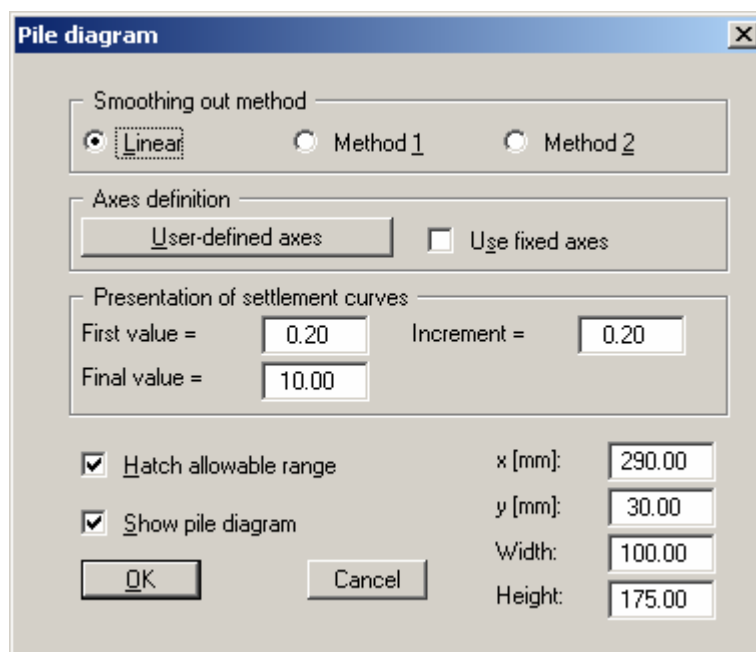 Pile diagram
Smoothing out method
Linear Method 1 Method 2
Axes definition
User-defined axes Use fixed axes
Presentation of settlement curves
First value = 0.20 Increment = 0.20
Final value = 10.00
Hatch allowable range x [mm]: 290.00
y [mm]: 30.00
Show pile diagram
Width: 100.00
OK Cancel
Height: 175.00